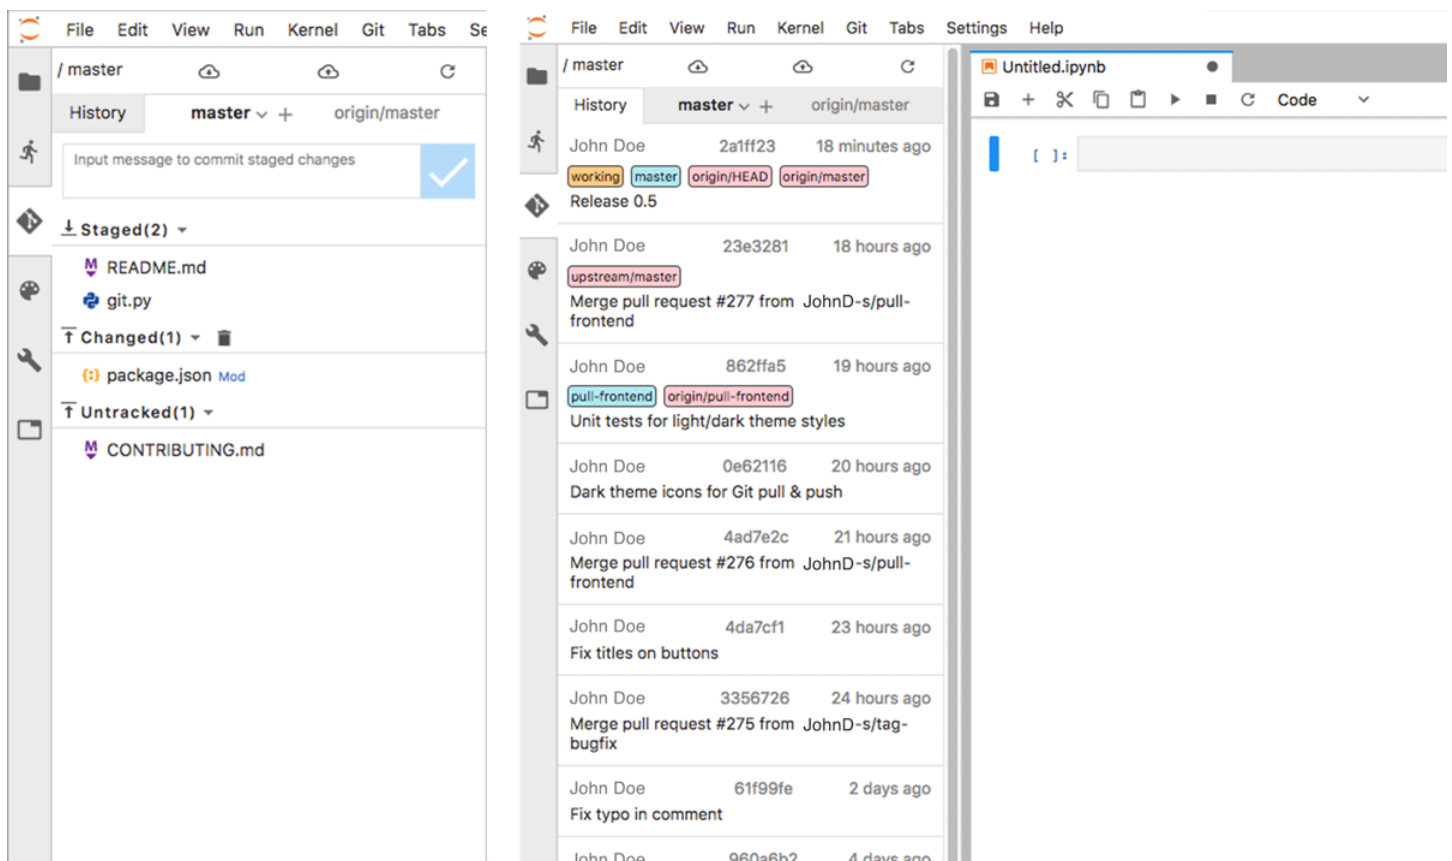 File Edit View Run Kernel Git Tabs Se
/ master
History master + origin/master
Input message to commit staged changes
Staged(2)
README.md
git.py
Changed(1)
package.json Mod
Untracked(1)
CONTRIBUTING.md
File Edit View Run Kernel Git Tabs Settings Help
/ master
History master + origin/master
John Doe 2a1ff23 18 minutes ago
working master origin/HEAD origin/master
Release 0.5
John Doe 23e3281 18 hours ago
upstream/master
Merge pull request #277 from JohnD-s/pull-
frontend
John Doe 862ffa5 19 hours ago
pull-frontend origin/pull-frontend
Unit tests for light/dark theme styles
John Doe 0e62116 20 hours ago
Dark theme icons for Git pull & push
John Doe 4ad7e2c 21 hours ago
Merge pull request #276 from JohnD-s/pull-
frontend
John Doe 4da7cf1 23 hours ago
Fix titles on buttons
John Doe 3356726 24 hours ago
Merge pull request #275 from JohnD-s/tag-
bugfix
John Doe 61f99fe 2 days ago
Fix typo in comment
John Doe 960a6b2 4 days ago
Untitled.ipynb
Code
[ ]: